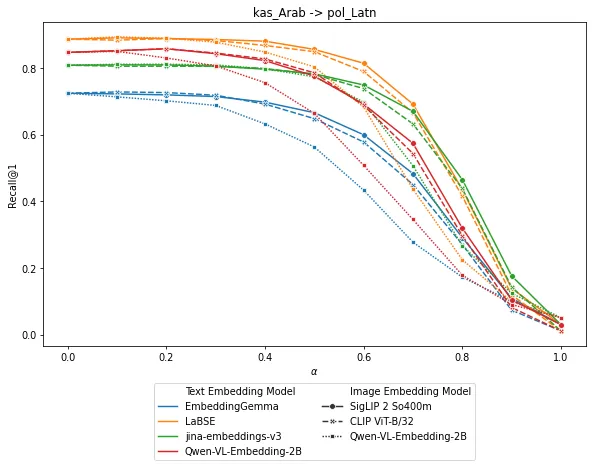 kas_Arab -> pol_Latn
Recall@1
0.8
0.6
0.4
0.2
0.0
0.0 0.2 0.4 0.6 0.8 1.0
α
Text Embedding Model Image Embedding Model
EmbeddingGemma SigLIP 2 So400m
LaBSE CLIP ViT-B/32
jina-embeddings-v3 Qwen-VL-Embedding-2B
Qwen-VL-Embedding-2B